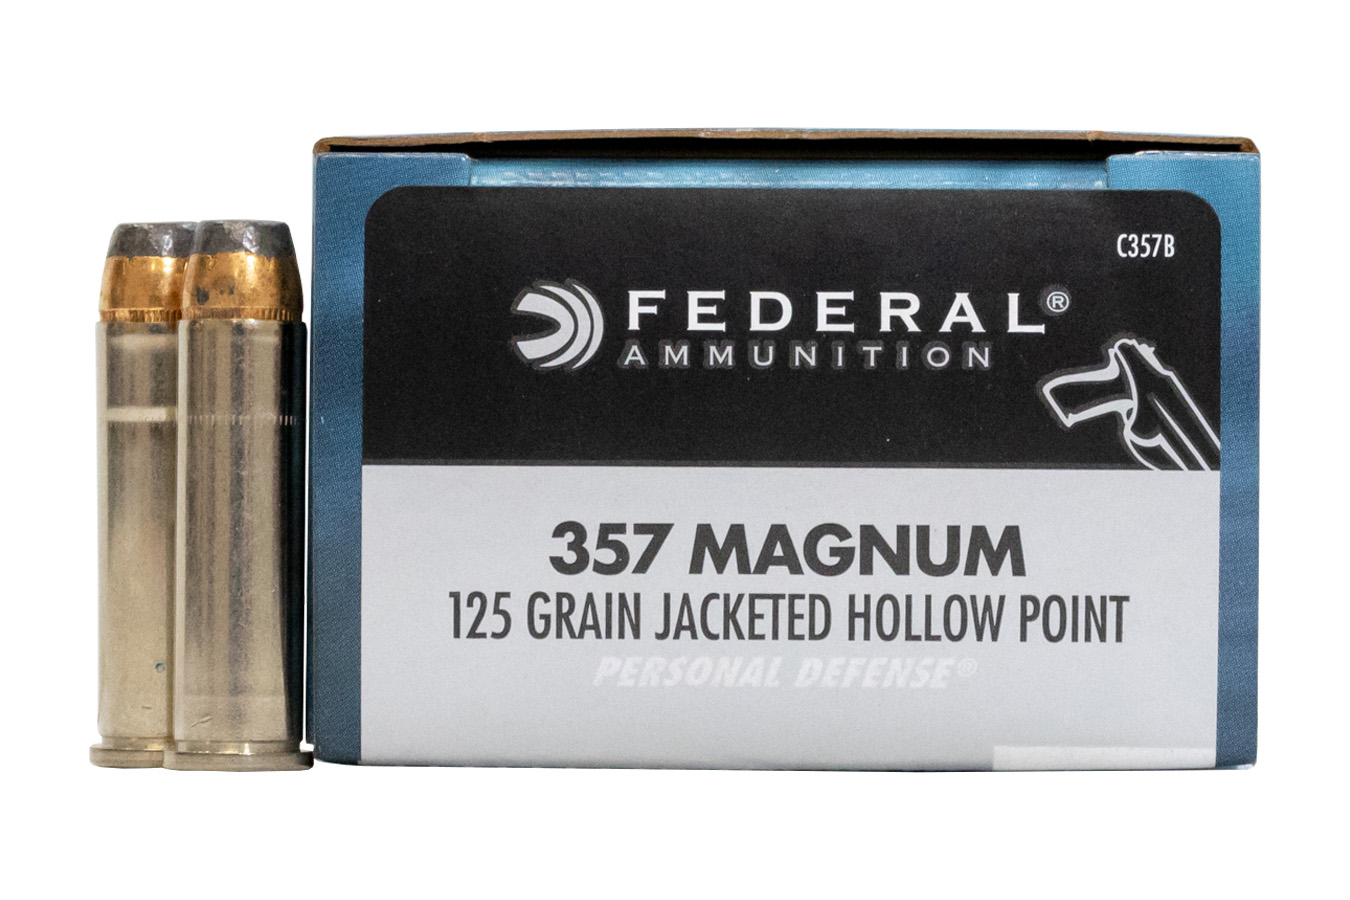 C357B
FEDERAL®
AMMUNITION
357 MAGNUM
125 GRAIN JACKETED HOLLOW POINT
PERSONAL DEFENSE®